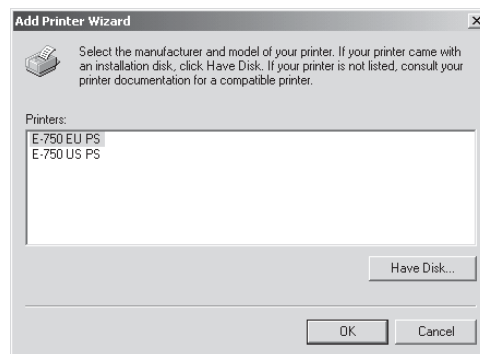 Add Printer Wizard
Select the manufacturer and model of your printer. If your printer came with
an installation disk, click Have Disk. If your printer is not listed, consult your
printer documentation for a compatible printer.
Printers:
E-750 EU PS
E-750 US PS
Have Disk...
OK
Cancel